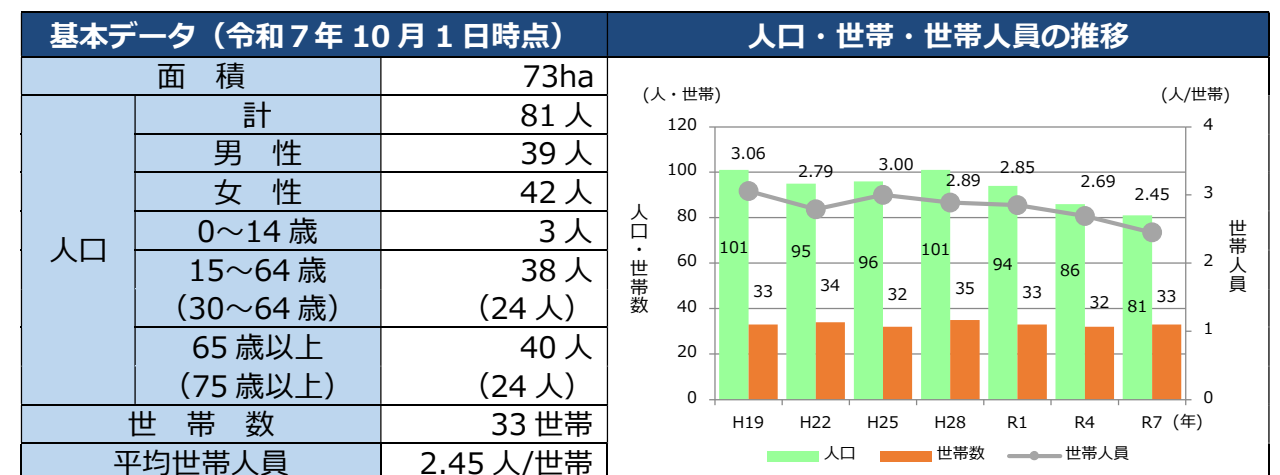 基本データ（令和７年 10 月 1 日時点）
面　積
73ha
人口
計
81 人
男　性
39 人
女　性
42 人
0～14 歳
3 人
15～64 歳
38 人
（30～64 歳）
（24 人）
65 歳以上
40 人
（75 歳以上）
（24 人）
世　帯　数
33 世帯
平均世帯人員
2.45 人/世帯
人口・世帯・世帯人員の推移
(人・世帯)
(人/世帯)
人口・世帯数
世帯人員
120
100
80
60
40
20
0
4
3
2
1
0
3.06
2.79
3.00
2.89
2.85
2.69
2.45
101
95
96
101
94
86
81
33
34
32
35
33
32
33
H19
H22
H25
H28
R1
R4
R7
(年)
人口
世帯数
世帯人員